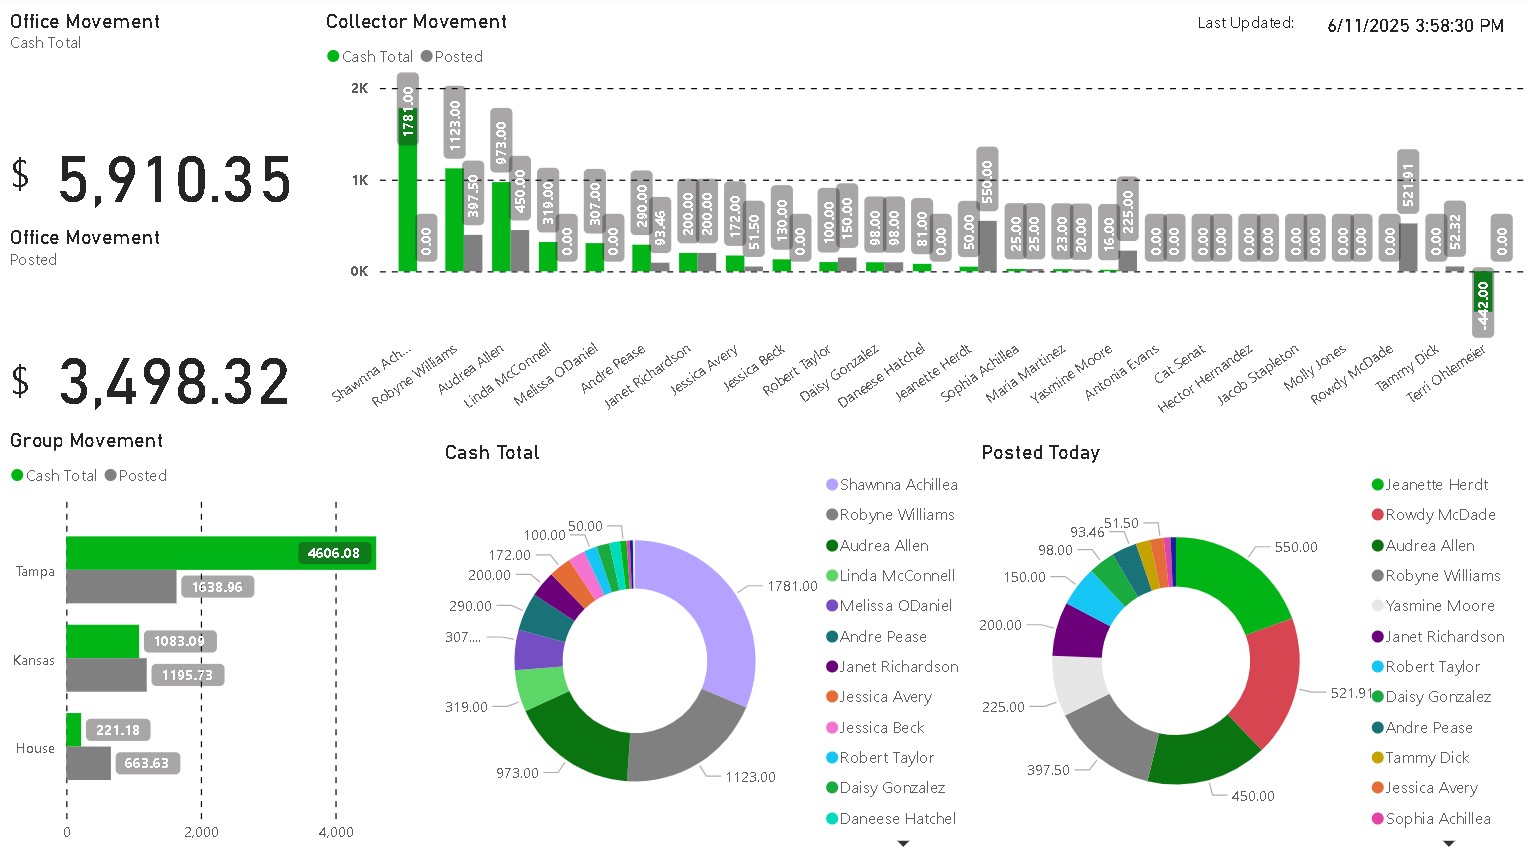 Office Movement
Cash Total
$ 5,910.35
Office Movement
Posted
$ 3,498.32
Collector Movement
Last Updated: 6/11/2025 3:58:30 PM
Cash Total Posted
2K
1K
0K
1781.00 0.00 1123.00 397.50 973.00 450.00 319.00 0.00 307.00 0.00 290.00 93.46 200.00 200.00 172.00 51.50 130.00 0.00 100.00 150.00 98.00 98.00 81.00 0.00 50.00 550.00 25.00 25.00 23.00 20.00 16.00 225.00 0.00 0.00 0.00 0.00 0.00 0.00 0.00 0.00 0.00 0.00 0.00 521.91 0.00 52.32 -442.00 0.00
Shawnna Ach...
Robyne Williams
Audrea Allen
Linda McConnell
Melissa ODaniel
Andre Pease
Janet Richardson
Jessica Avery
Jessica Beck
Robert Taylor
Daisy Gonzalez
Daneese Hatchel
Jeanette Herdt
Sophia Achillea
Maria Martinez
Yasmine Moore
Antonia Evans
Cat Senat
Hector Hernandez
Jacob Stapleton
Molly Jones
Rowdy McDade
Tammy Dick
Terri Ohlemeier
Group Movement
Cash Total Posted
Tampa
4606.08
1638.96
Kansas
1083.09
1195.73
House
221.18
663.63
0 2,000 4,000
Cash Total
1781.00
1123.00
973.00
319.00
307....
290.00
200.00
172.00
100.00
50.00
Shawnna Achillea
Robyne Williams
Audrea Allen
Linda McConnell
Melissa ODaniel
Andre Pease
Janet Richardson
Jessica Avery
Jessica Beck
Robert Taylor
Daisy Gonzalez
Daneese Hatchel
Posted Today
550.00
521.91
450.00
397.50
225.00
200.00
150.00
98.00
93.46
51.50
Jeanette Herdt
Rowdy McDade
Audrea Allen
Robyne Williams
Yasmine Moore
Janet Richardson
Robert Taylor
Daisy Gonzalez
Andre Pease
Tammy Dick
Jessica Avery
Sophia Achillea